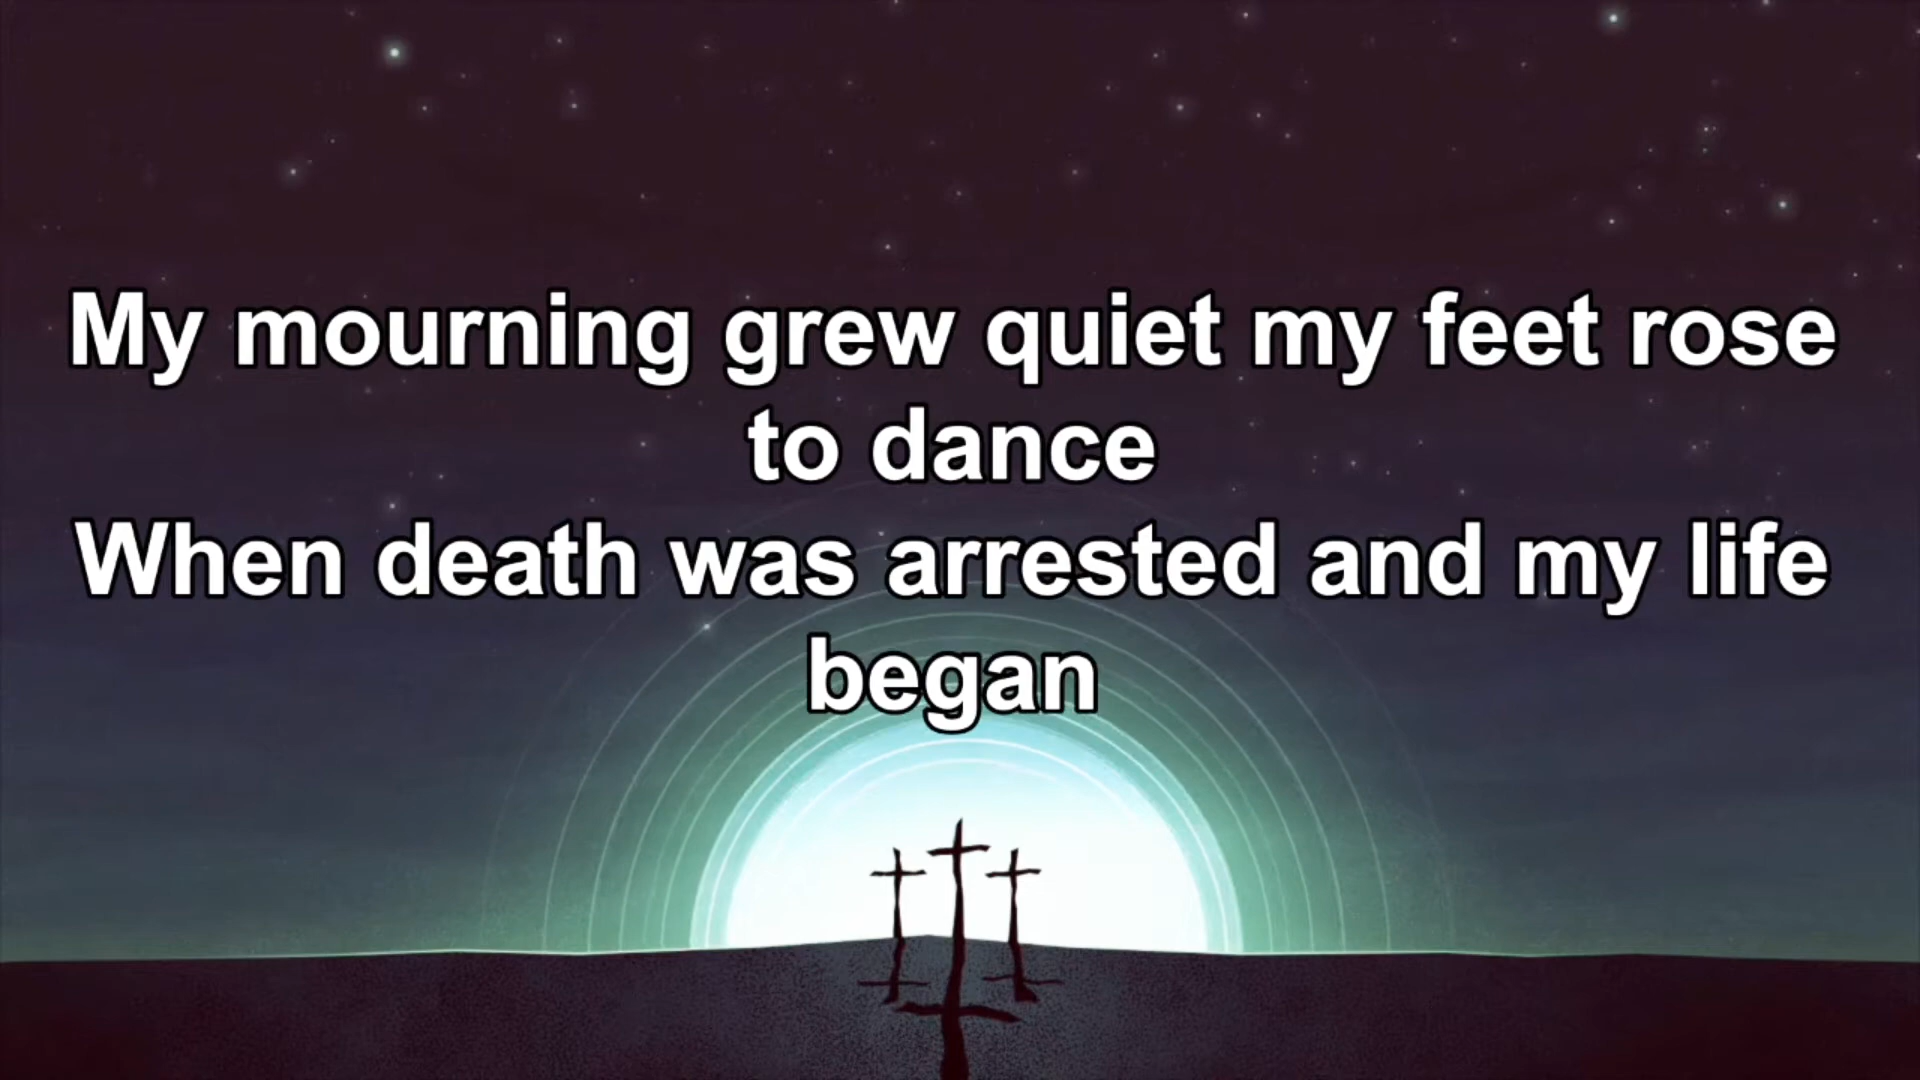 My mourning grew quiet my feet rose
to dance
When death was arrested and my life
began